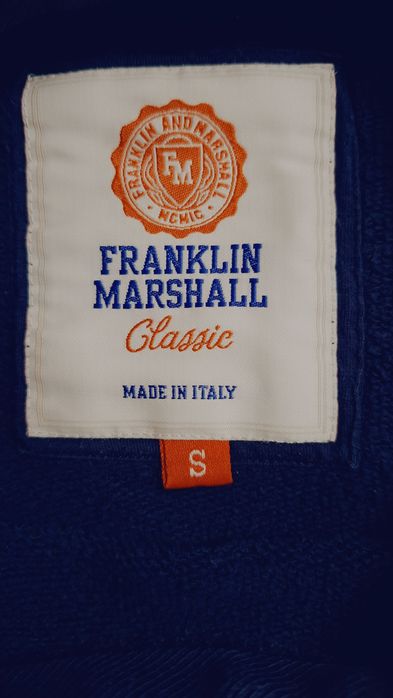 FRANKLIN AND MARSHALL
FM
• MCMIC •
FRANKLIN
MARSHALL
Classic
MADE IN ITALY
S